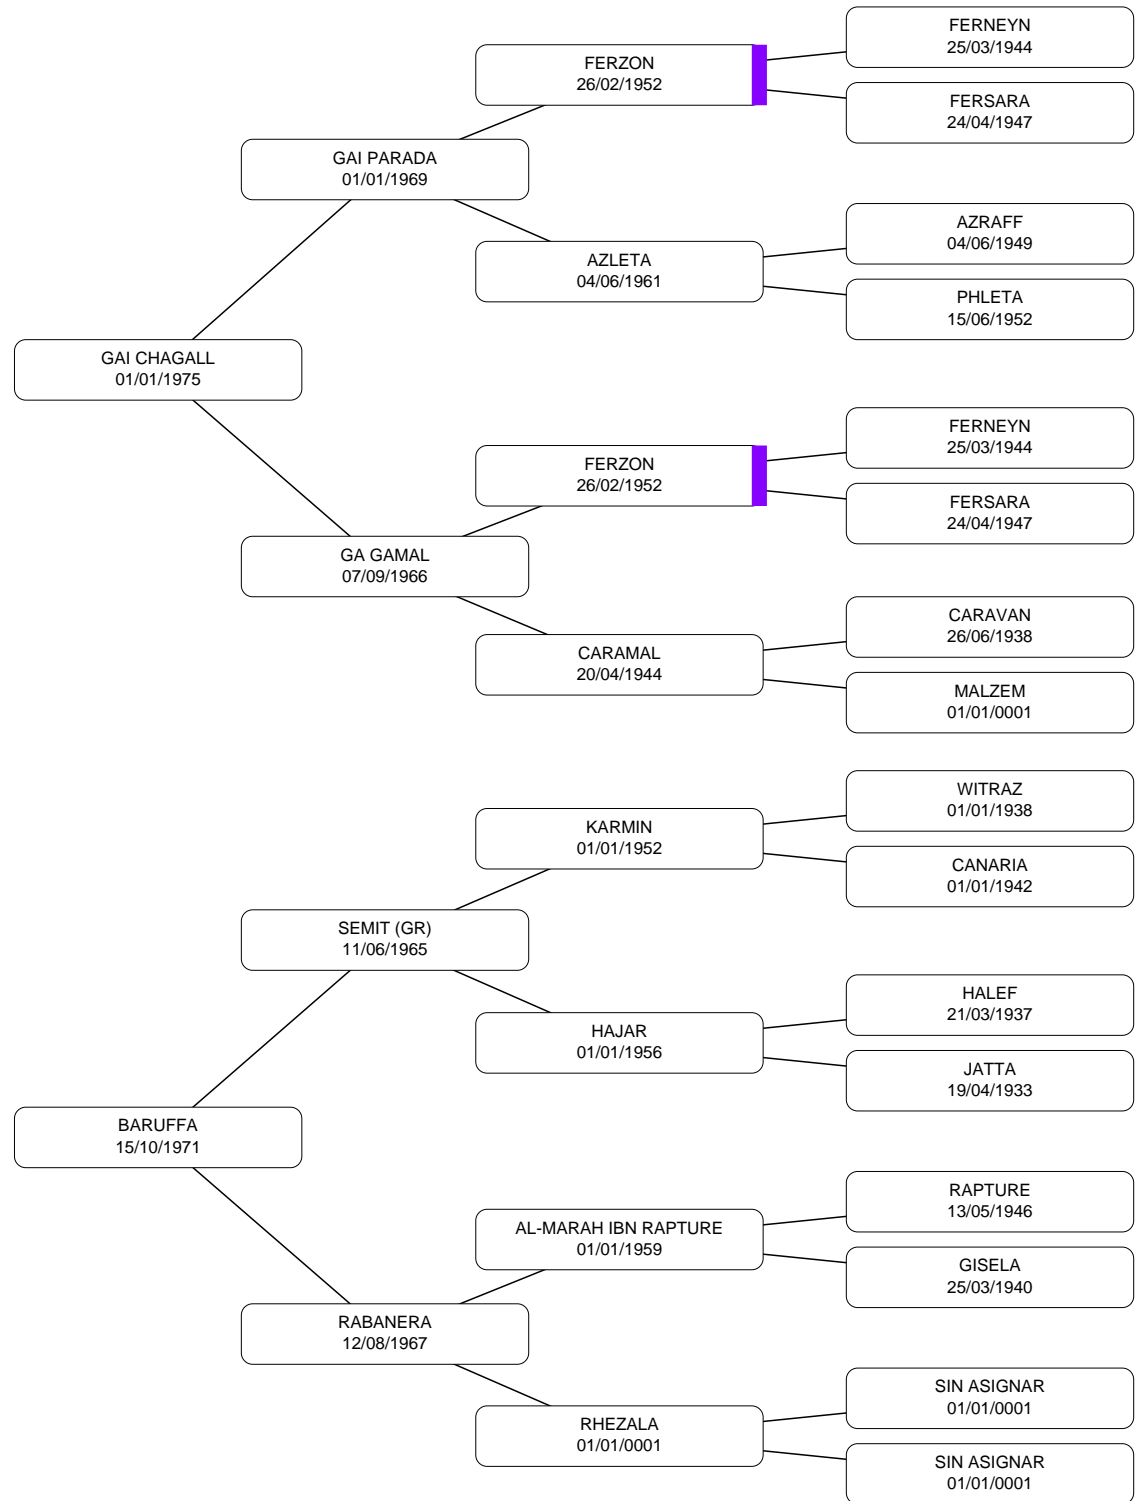 FERNEYN
25/03/1944
FERZON
26/02/1952
FERSARA
24/04/1947
GAI PARADA
01/01/1969
AZRAFF
04/06/1949
AZLETA
04/06/1961
PHLETA
15/06/1952
GAI CHAGALL
01/01/1975
FERNEYN
25/03/1944
FERZON
26/02/1952
FERSARA
24/04/1947
GA GAMAL
07/09/1966
CARAVAN
26/06/1938
CARAMAL
20/04/1944
MALZEM
01/01/0001
WITRAZ
01/01/1938
KARMIN
01/01/1952
CANARIA
01/01/1942
SEMIT (GR)
11/06/1965
HALEF
21/03/1937
HAJAR
01/01/1956
JATTA
19/04/1933
BARUFFA
15/10/1971
RAPTURE
13/05/1946
AL-MARAH IBN RAPTURE
01/01/1959
GISELA
25/03/1940
RABANERA
12/08/1967
SIN ASIGNAR
01/01/0001
RHEZALA
01/01/0001
SIN ASIGNAR
01/01/0001